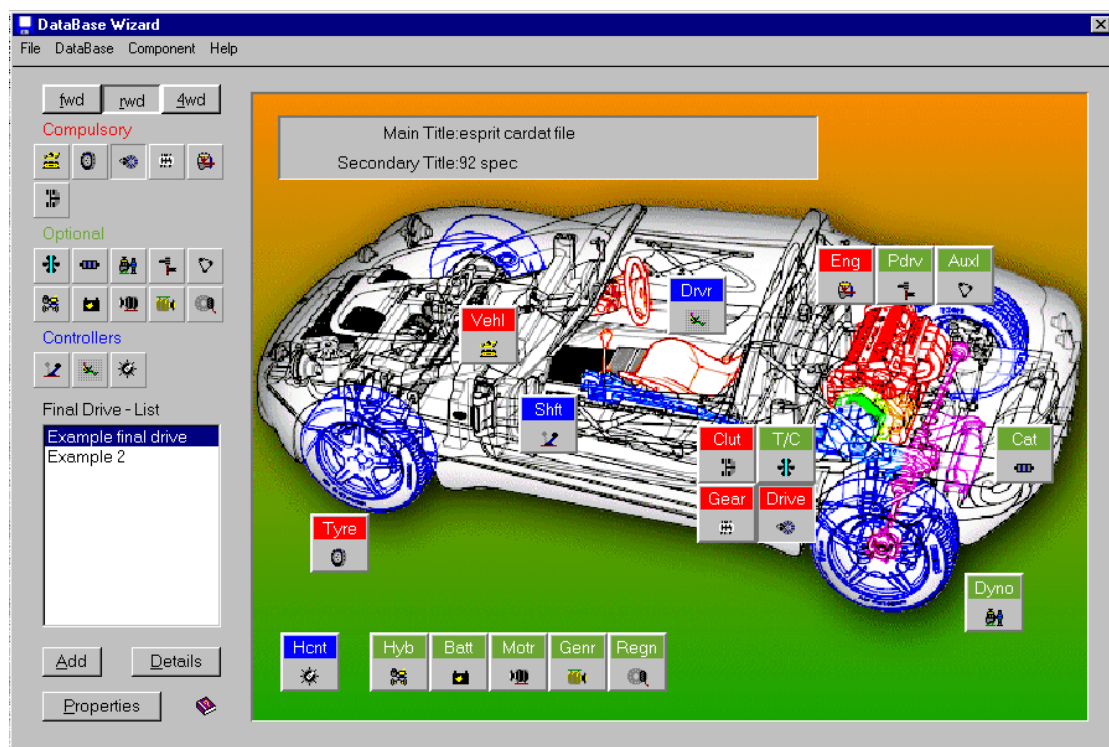 DataBase Wizard
File DataBase Component Help
fwd rwd 4wd
Compulsory
Optional
Controllers
Final Drive - List
Example final drive
Example 2
Add Details
Properties
Main Title:esprit cardat file
Secondary Title:92 spec
Eng Pdrv Auxl
Drvr
Vehl
Shft
Clut T/C
Cat
Gear Drive
Tyre
Dyno
Hcnt Hyb Batt Motr Genr Regn